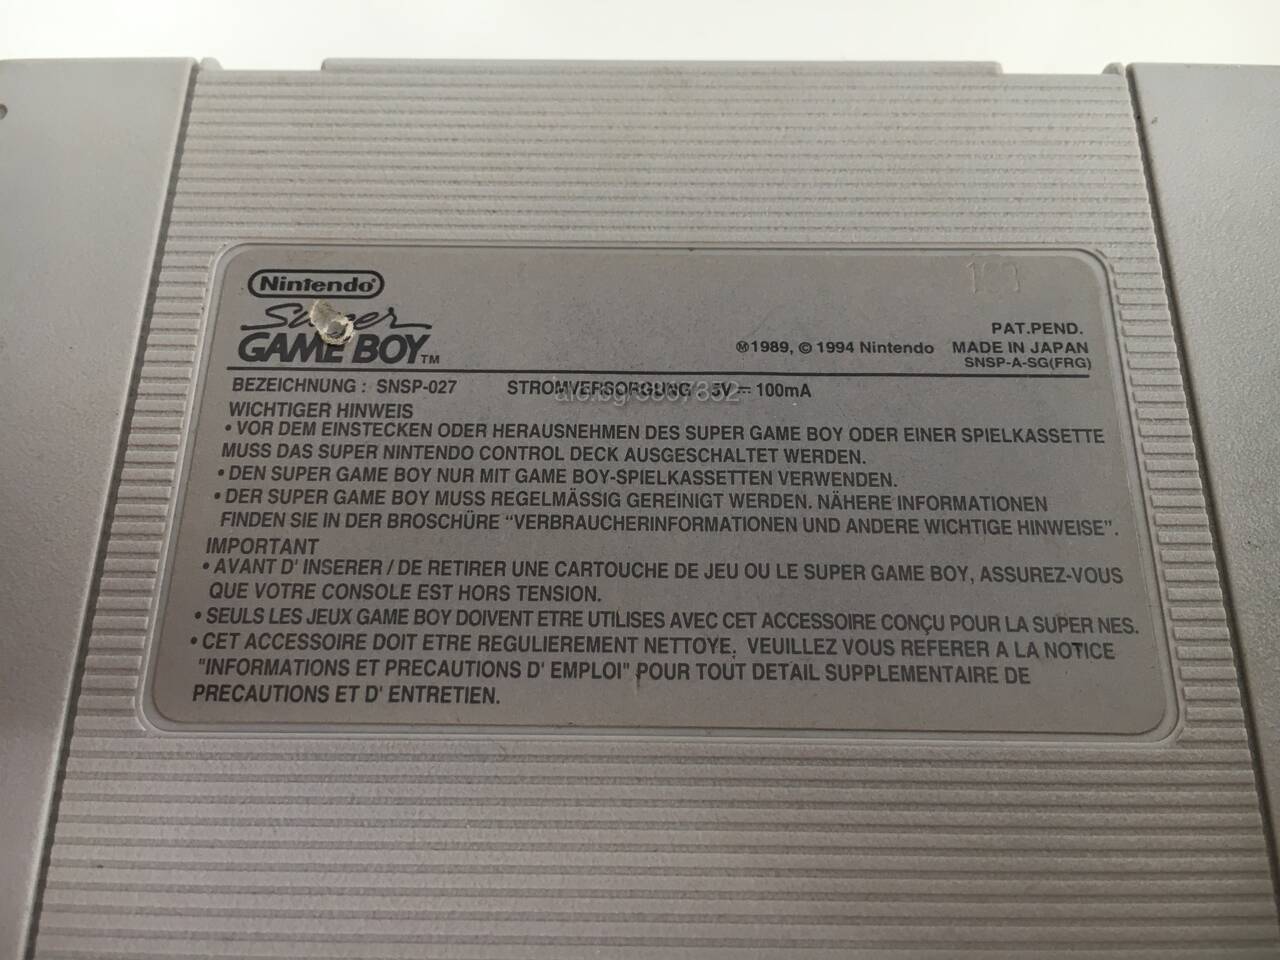 Nintendo®
Super
GAME BOY™
PAT.PEND.
Ⓜ1989, © 1994 Nintendo MADE IN JAPAN
SNSP-A-SG(FRG)
BEZEICHNUNG : SNSP-027 STROMVERSORGUNG : 5V ⎓ 100mA
WICHTIGER HINWEIS
• VOR DEM EINSTECKEN ODER HERAUSNEHMEN DES SUPER GAME BOY ODER EINER SPIELKASSETTE
MUSS DAS SUPER NINTENDO CONTROL DECK AUSGESCHALTET WERDEN.
• DEN SUPER GAME BOY NUR MIT GAME BOY-SPIELKASSETTEN VERWENDEN.
• DER SUPER GAME BOY MUSS REGELMÄSSIG GEREINIGT WERDEN. NÄHERE INFORMATIONEN
FINDEN SIE IN DER BROSCHÜRE “VERBRAUCHERINFORMATIONEN UND ANDERE WICHTIGE HINWEISE”.
IMPORTANT
• AVANT D' INSERER / DE RETIRER UNE CARTOUCHE DE JEU OU LE SUPER GAME BOY, ASSUREZ-VOUS
QUE VOTRE CONSOLE EST HORS TENSION.
• SEULS LES JEUX GAME BOY DOIVENT ETRE UTILISES AVEC CET ACCESSOIRE CONÇU POUR LA SUPER NES.
• CET ACCESSOIRE DOIT ETRE REGULIEREMENT NETTOYE, VEUILLEZ VOUS REFERER A LA NOTICE
"INFORMATIONS ET PRECAUTIONS D' EMPLOI" POUR TOUT DETAIL SUPPLEMENTAIRE DE
PRECAUTIONS ET D' ENTRETIEN.